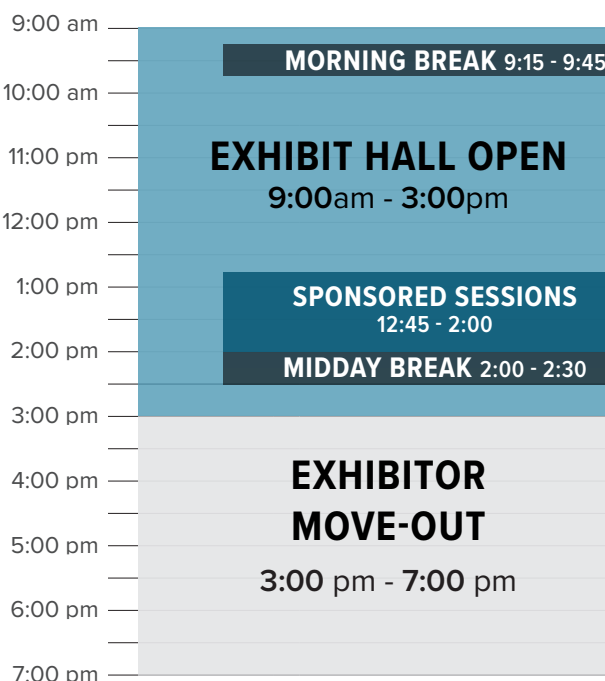 9:00 am
MORNING BREAK 9:15 - 9:45
10:00 am
11:00 pm
EXHIBIT HALL OPEN
9:00am - 3:00pm
12:00 pm
1:00 pm
SPONSORED SESSIONS
12:45 - 2:00
2:00 pm
MIDDAY BREAK 2:00 - 2:30
3:00 pm
4:00 pm
EXHIBITOR
MOVE-OUT
5:00 pm
3:00 pm - 7:00 pm
6:00 pm
7:00 pm